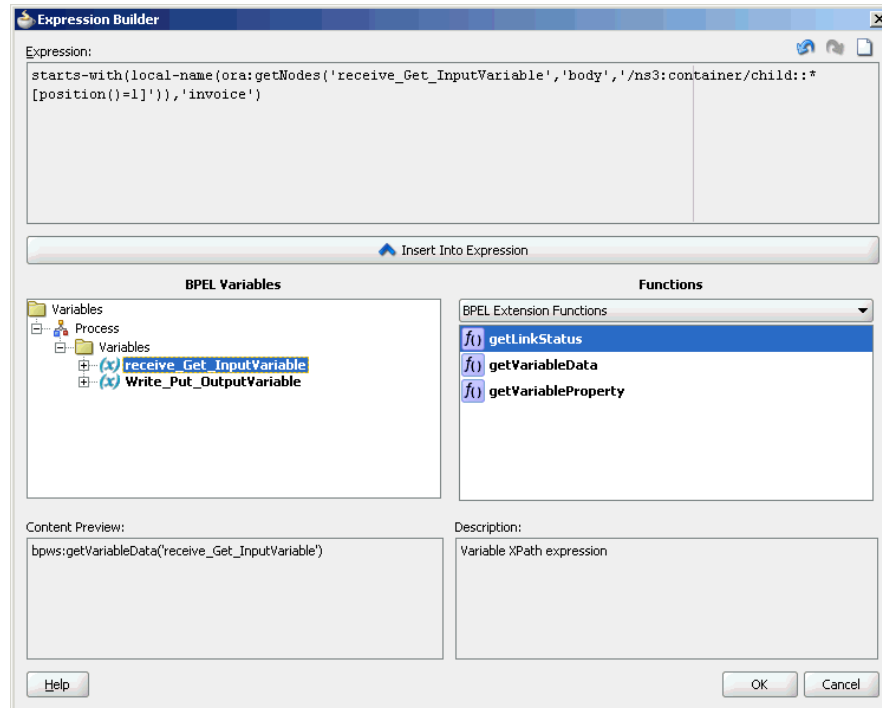 Expression Builder
Expression:
starts-with(local-name(ora:getNodes('receive_Get_InputVariable','body','/ns3:container/child::*
[position()=1]')),'invoice')
Insert Into Expression
BPEL Variables
Variables
Process
Variables
(x) receive_Get_InputVariable
(x) Write_Put_OutputVariable
Functions
BPEL Extension Functions
f() getLinkStatus
f() getVariableData
f() getVariableProperty
Content Preview:
bpws:getVariableData('receive_Get_InputVariable')
Description:
Variable XPath expression
Help
OK
Cancel